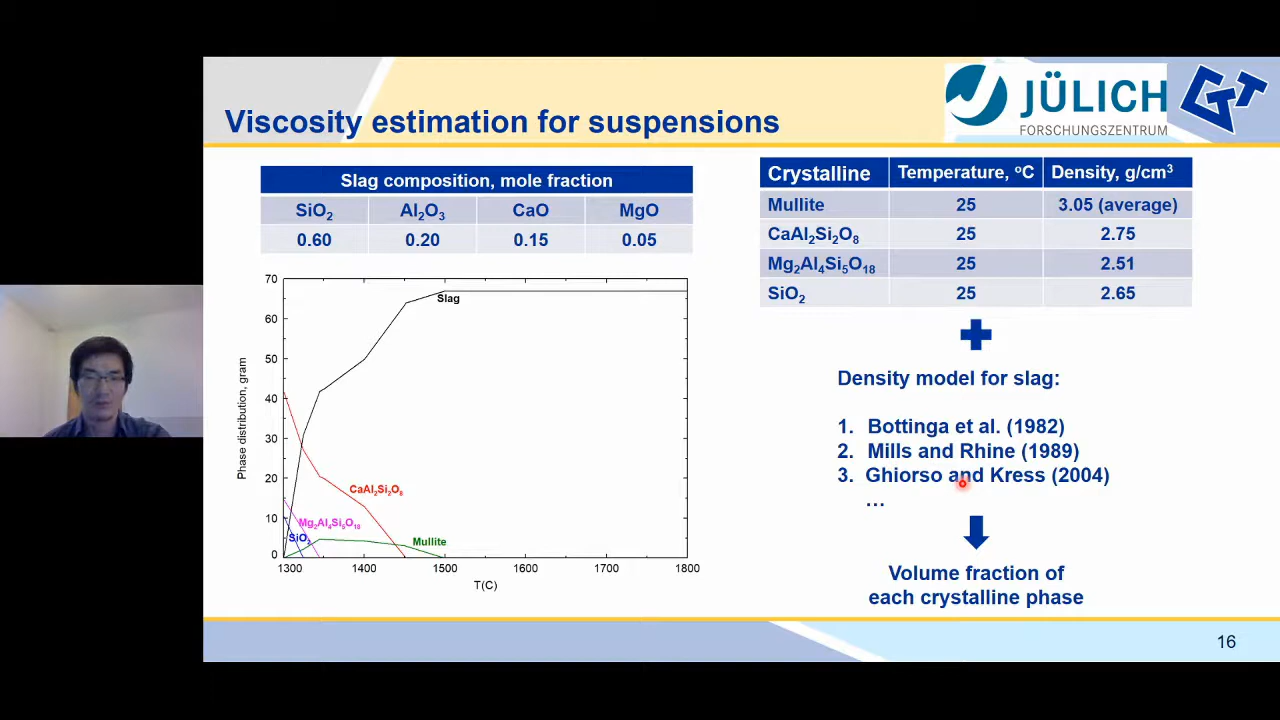 Viscosity estimation for suspensions
JÜLICH
FORSCHUNGSZENTRUM
GTT
Slag composition, mole fraction
SiO₂ Al₂O₃ CaO MgO
0.60 0.20 0.15 0.05
Crystalline Temperature, °C Density, g/cm³
Mullite 25 3.05 (average)
CaAl₂Si₂O₈ 25 2.75
Mg₂Al₄Si₅O₁₈ 25 2.51
SiO₂ 25 2.65
Phase distribution, gram
70
60
50
40
30
20
10
0
Slag
CaAl₂Si₂O₈
Mg₂Al₄Si₅O₁₈
SiO₂
Mullite
1300 1400 1500 1600 1700 1800
T(C)
Density model for slag:
1. Bottinga et al. (1982)
2. Mills and Rhine (1989)
3. Ghiorso and Kress (2004)
…
Volume fraction of
each crystalline phase
16